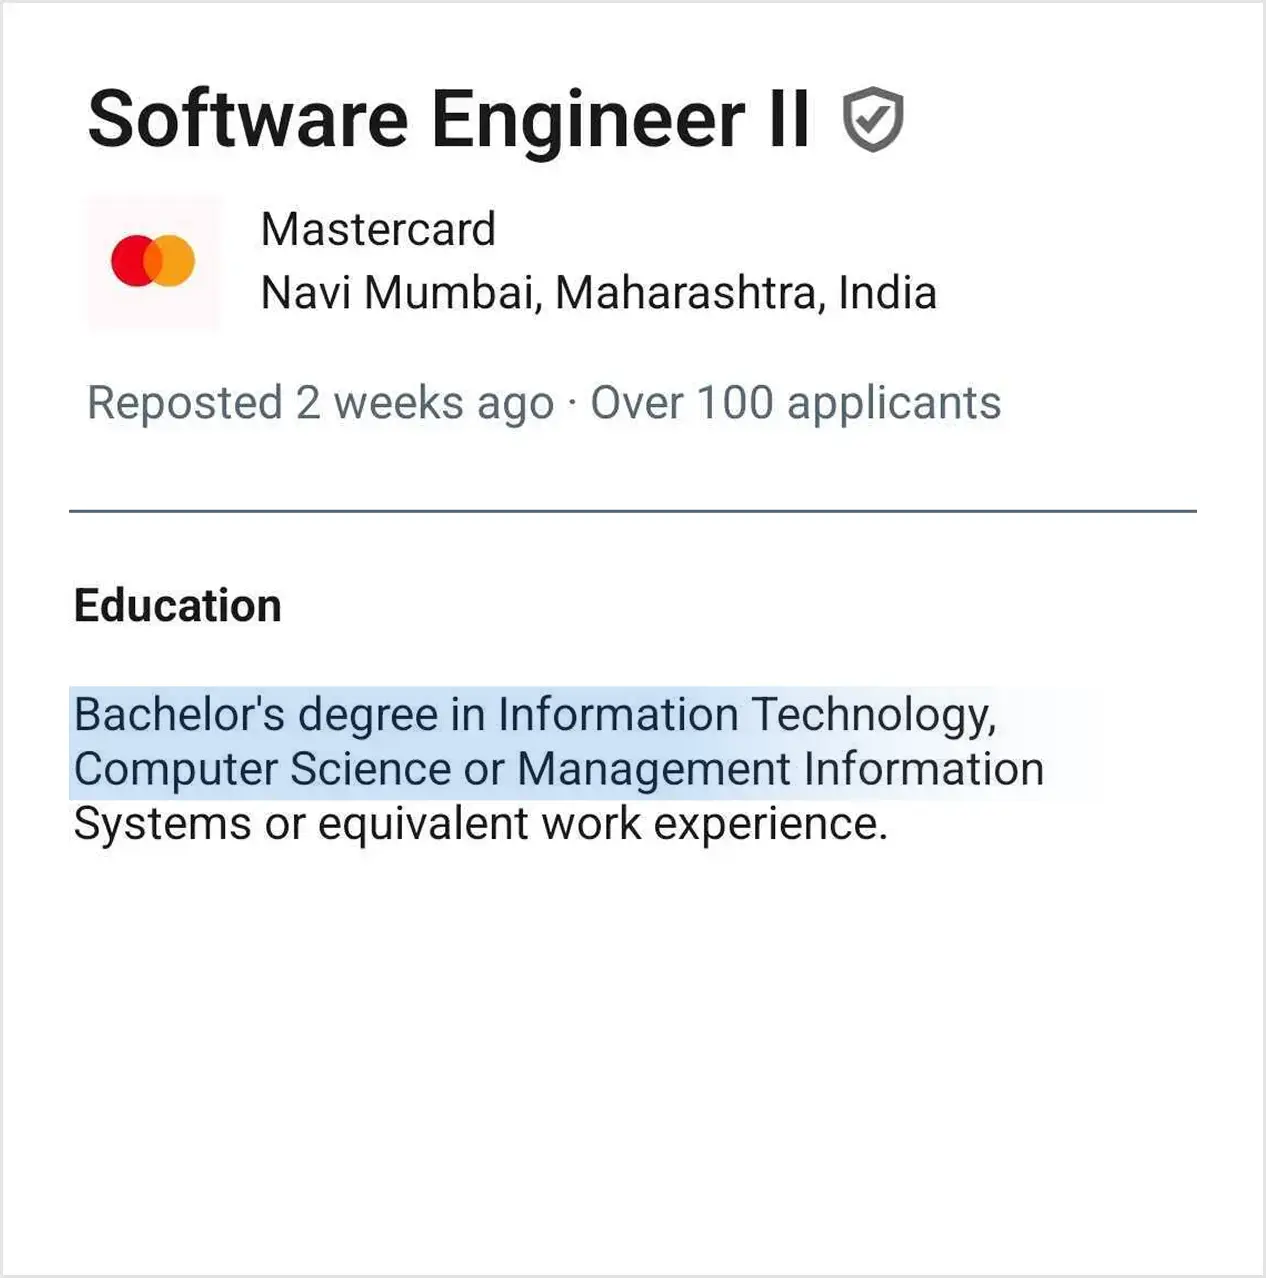 Software Engineer II
Mastercard
Navi Mumbai, Maharashtra, India
Reposted 2 weeks ago · Over 100 applicants
Education
Bachelor's degree in Information Technology,
Computer Science or Management Information
Systems or equivalent work experience.